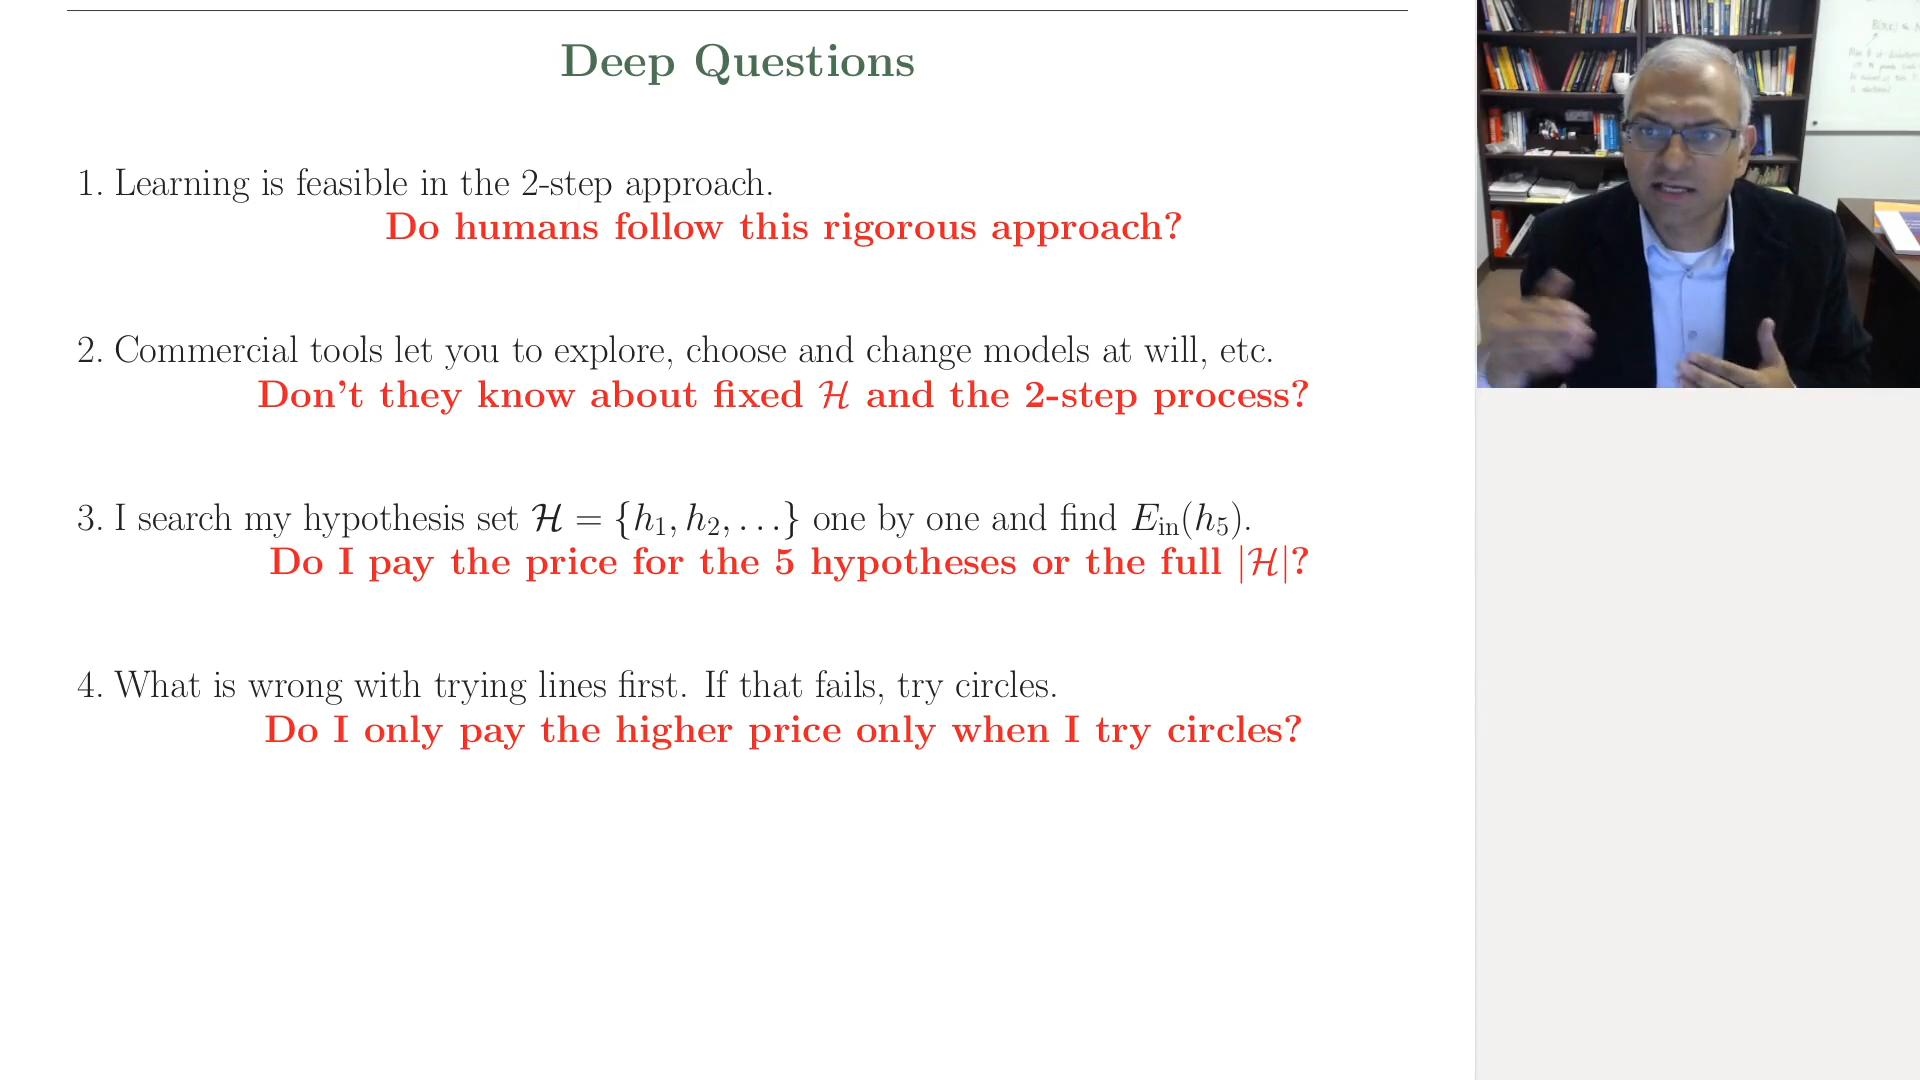 Deep Questions
1. Learning is feasible in the 2-step approach.
Do humans follow this rigorous approach?
2. Commercial tools let you to explore, choose and change models at will, etc.
Don't they know about fixed ℋ and the 2-step process?
3. I search my hypothesis set ℋ = {h₁, h₂, . . .} one by one and find E_in(h₅).
Do I pay the price for the 5 hypotheses or the full |ℋ|?
4. What is wrong with trying lines first. If that fails, try circles.
Do I only pay the higher price only when I try circles?